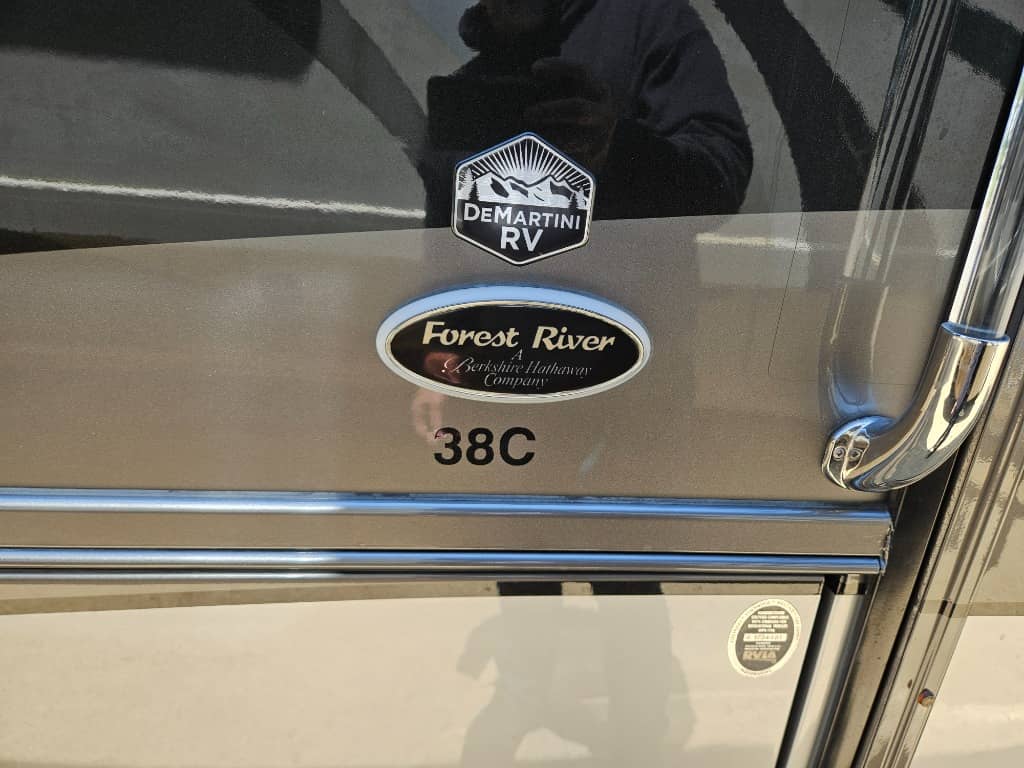 DEMARTINI
RV
Forest River
A
Berkshire Hathaway
Company
38C
RVIA